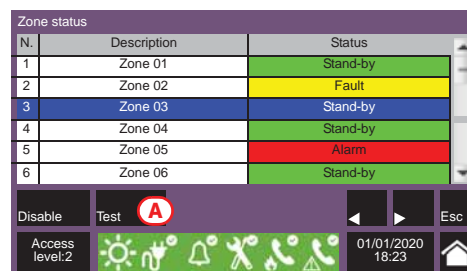 Zone status
N. Description Status
1 Zone 01 Stand-by
2 Zone 02 Fault
3 Zone 03 Stand-by
4 Zone 04 Stand-by
5 Zone 05 Alarm
6 Zone 06 Stand-by
Disable Test A Esc
Access level:2
01/01/2020
18:23